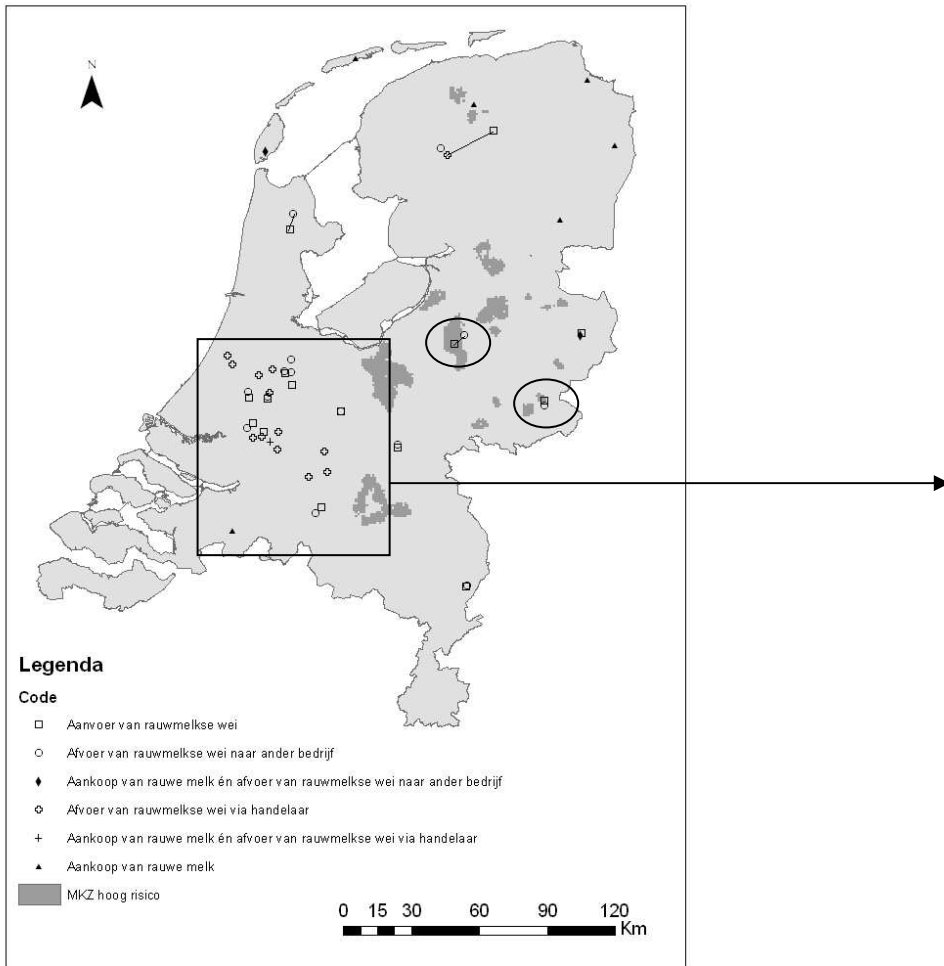 N
Legenda
Code
Aanvoer van rauwmelkse wei
Afvoer van rauwmelkse wei naar ander bedrijf
Aankoop van rauwe melk én afvoer van rauwmelkse wei naar ander bedrijf
Afvoer van rauwmelkse wei via handelaar
Aankoop van rauwe melk én afvoer van rauwmelkse wei via handelaar
Aankoop van rauwe melk
MKZ hoog risico
0 15 30 60 90 120
Km